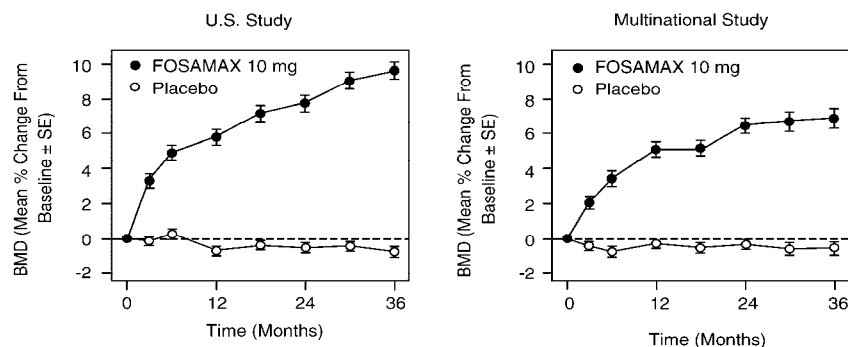 U.S. Study
BMD (Mean % Change From
Baseline ± SE)
10
8
6
4
2
0
-2
FOSAMAX 10 mg
Placebo
0 12 24 36
Time (Months)
Multinational Study
BMD (Mean % Change From
Baseline ± SE)
10
8
6
4
2
0
-2
FOSAMAX 10 mg
Placebo
0 12 24 36
Time (Months)